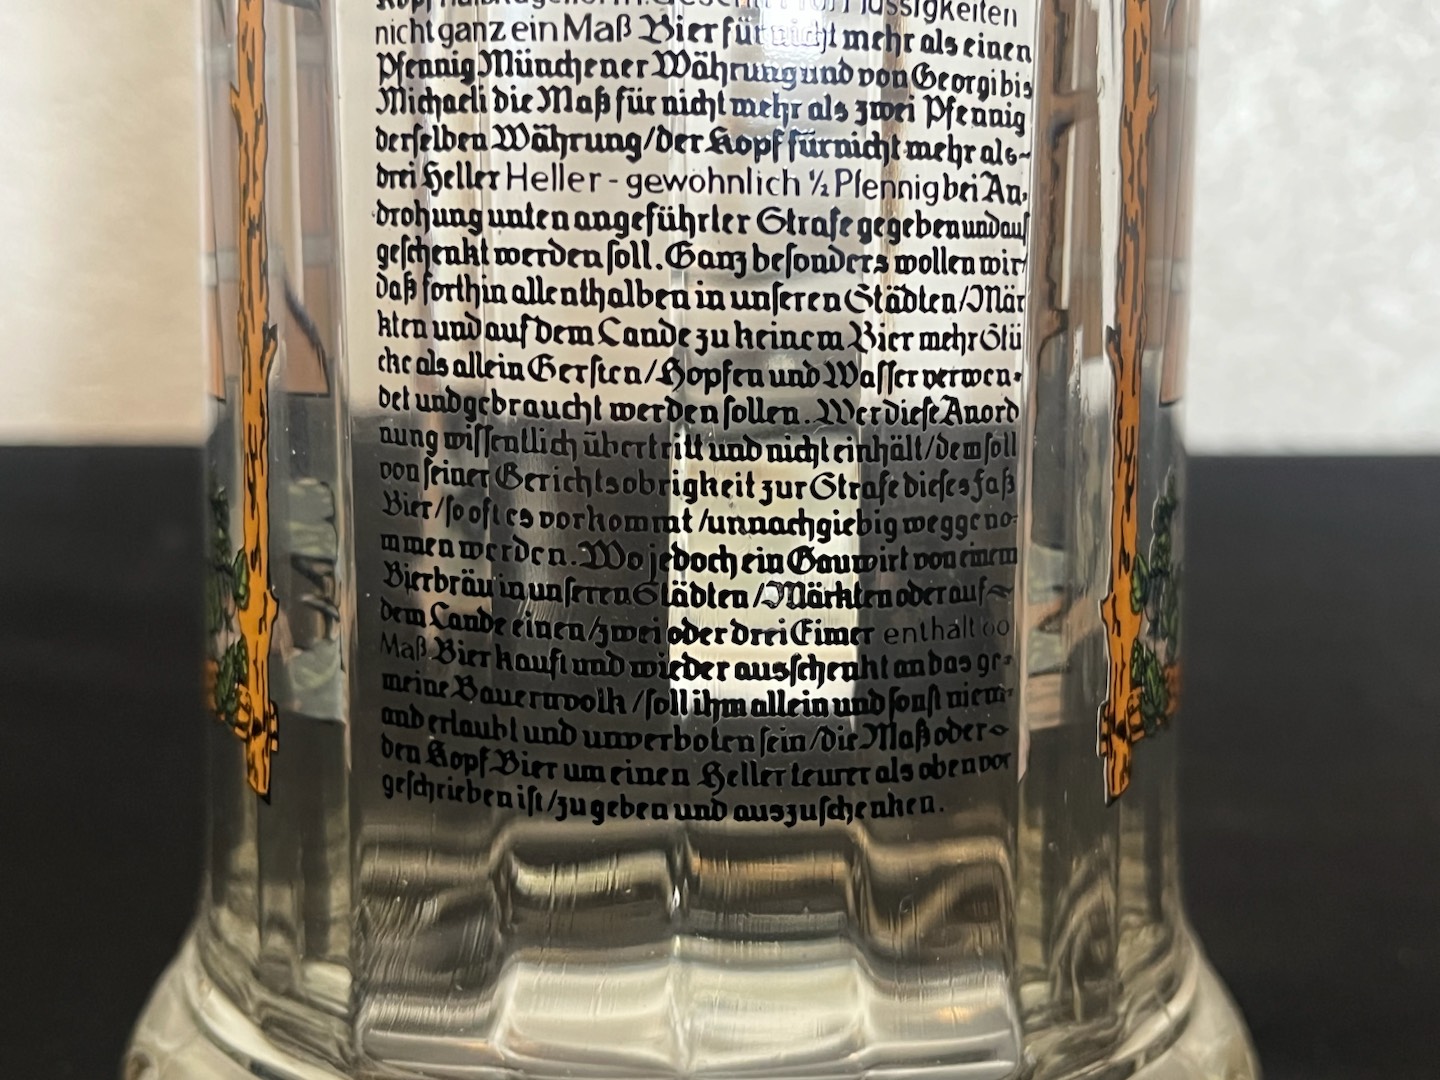 Kopf halbkugelförm. Geschirr für Flüssigkeiten
nicht ganz ein Maß Bier für nicht mehr als einen
Pfennig Münchener Währung und von Georgi bis
Michaeli die Maß für nicht mehr als zwei Pfennig
derselben Währung/der Kopf für nicht mehr als-
drei Heller Heller - gewöhnlich ½ Pfennig bei An-
drohung unten angeführter Strafe gegeben und auf
geschenkt werden soll. Ganz besonders wollen wir/
daß forthin allenthalben in unseren Städten/Mär
kten und auf dem Lande zu keinem Bier mehr Stü
cke als allein Gersten/Hopfen und Wasser verwen-
det und gebraucht werden sollen. Wer diese Anord
nung wissentlich übertritt und nicht einhält/dem soll
von seiner Gerichtsobrigkeit zur Strafe dieses faß
Bier/so oft es vorkommt/unnachgiebig weggeno-
mmen werden. Wo jedoch ein Gauwirt von einem
Bierbräu in unseren Städten/Märkten oder auf-
dem Lande einen/zwei oder drei Eimer enthält 60
Maß Bier kauft und wieder ausschenkt an das ge-
meine Bauernvolk/soll ihm allein und sonst niem-
and erlaubt und unverboten sein/die Maß oder-
den Kopf Bier um einen Heller teurer als oben vor
geschrieben ist/zu geben und auszuschenken.